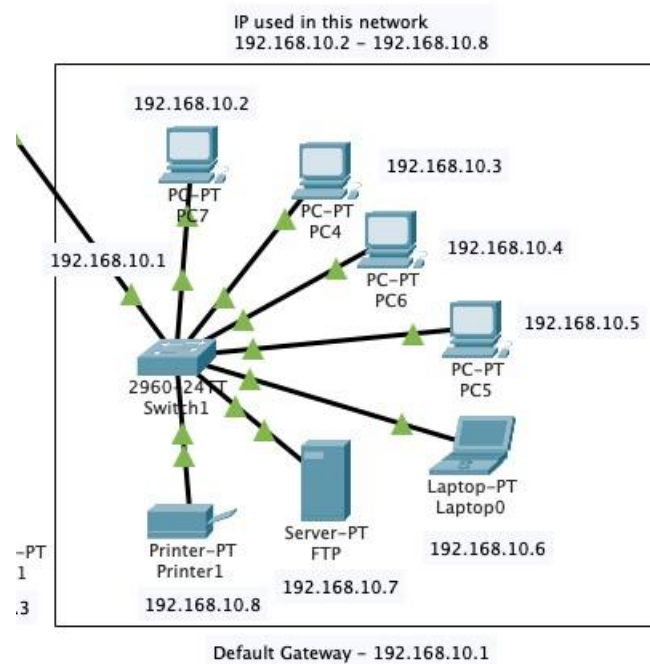 IP used in this network
192.168.10.2 – 192.168.10.8
192.168.10.2
PC-PT
PC7
192.168.10.3
PC-PT
PC4
192.168.10.1
192.168.10.4
PC-PT
PC6
192.168.10.5
PC-PT
PC5
2960-24TT
Switch1
Laptop-PT
Laptop0
192.168.10.6
Server-PT
FTP
192.168.10.7
Printer-PT
Printer1
192.168.10.8
-PT
1
.3
Default Gateway – 192.168.10.1